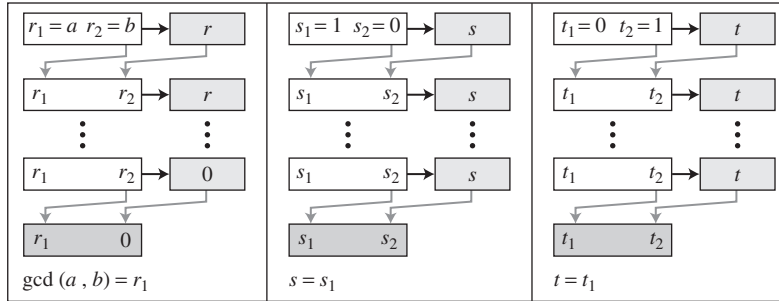 r₁ = a r₂ = b r
r₁ r₂ r
r₁ r₂ 0
r₁ 0
gcd (a , b) = r₁
s₁ = 1 s₂ = 0 s
s₁ s₂ s
s₁ s₂ s
s₁ s₂
s = s₁
t₁ = 0 t₂ = 1 t
t₁ t₂ t
t₁ t₂ t
t₁ t₂
t = t₁